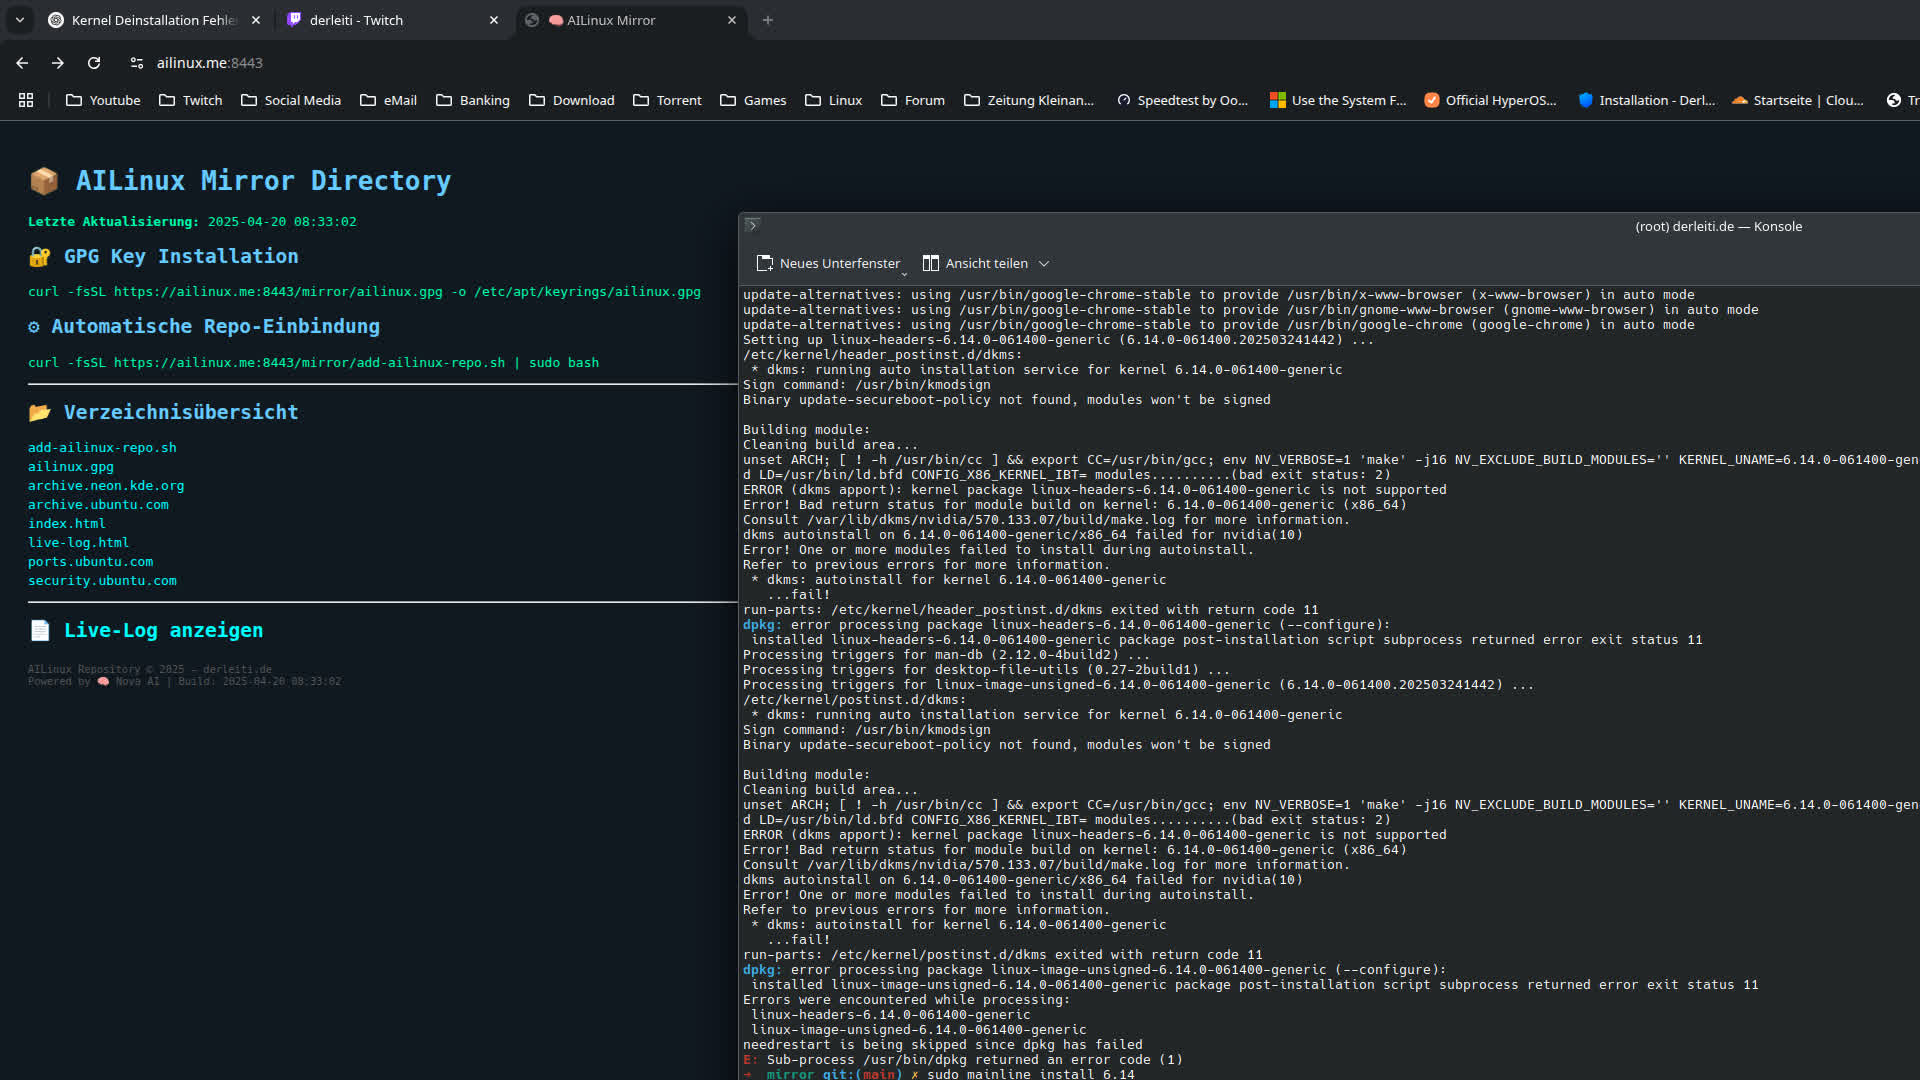 Kernel Deinstallation Fehle
derleiti - Twitch
AILinux Mirror
ailinux.me:8443
Youtube
Twitch
Social Media
eMail
Banking
Download
Torrent
Games
Linux
Forum
Zeitung Kleinan...
Speedtest by Oo...
Use the System F...
Official HyperOS...
Installation - Derl...
Startseite | Clou...
Tr
AILinux Mirror Directory
Letzte Aktualisierung: 2025-04-20 08:33:02
GPG Key Installation
curl -fsSL https://ailinux.me:8443/mirror/ailinux.gpg -o /etc/apt/keyrings/ailinux.gpg
Automatische Repo-Einbindung
curl -fsSL https://ailinux.me:8443/mirror/add-ailinux-repo.sh | sudo bash
Verzeichnisübersicht
add-ailinux-repo.sh
ailinux.gpg
archive.neon.kde.org
archive.ubuntu.com
index.html
live-log.html
ports.ubuntu.com
security.ubuntu.com
Live-Log anzeigen
AILinux Repository © 2025 – derleiti.de
Powered by 🧠 Nova AI | Build: 2025-04-20 08:33:02
(root) derleiti.de — Konsole
Neues Unterfenster
Ansicht teilen
update-alternatives: using /usr/bin/google-chrome-stable to provide /usr/bin/x-www-browser (x-www-browser) in auto mode
update-alternatives: using /usr/bin/google-chrome-stable to provide /usr/bin/gnome-www-browser (gnome-www-browser) in auto mode
update-alternatives: using /usr/bin/google-chrome-stable to provide /usr/bin/google-chrome (google-chrome) in auto mode
Setting up linux-headers-6.14.0-061400-generic (6.14.0-061400.202503241442) ...
/etc/kernel/header_postinst.d/dkms:
 * dkms: running auto installation service for kernel 6.14.0-061400-generic
Sign command: /usr/bin/kmodsign
Binary update-secureboot-policy not found, modules won't be signed
Building module:
Cleaning build area...
unset ARCH; [ ! -h /usr/bin/cc ] && export CC=/usr/bin/gcc; env NV_VERBOSE=1 'make' -j16 NV_EXCLUDE_BUILD_MODULES='' KERNEL_UNAME=6.14.0-061400-gen
d LD=/usr/bin/ld.bfd CONFIG_X86_KERNEL_IBT= modules..........(bad exit status: 2)
ERROR (dkms apport): kernel package linux-headers-6.14.0-061400-generic is not supported
Error! Bad return status for module build on kernel: 6.14.0-061400-generic (x86_64)
Consult /var/lib/dkms/nvidia/570.133.07/build/make.log for more information.
dkms autoinstall on 6.14.0-061400-generic/x86_64 failed for nvidia(10)
Error! One or more modules failed to install during autoinstall.
Refer to previous errors for more information.
 * dkms: autoinstall for kernel 6.14.0-061400-generic
   ...fail!
run-parts: /etc/kernel/header_postinst.d/dkms exited with return code 11
dpkg: error processing package linux-headers-6.14.0-061400-generic (--configure):
 installed linux-headers-6.14.0-061400-generic package post-installation script subprocess returned error exit status 11
Processing triggers for man-db (2.12.0-4build2) ...
Processing triggers for desktop-file-utils (0.27-2build1) ...
Processing triggers for linux-image-unsigned-6.14.0-061400-generic (6.14.0-061400.202503241442) ...
/etc/kernel/postinst.d/dkms:
 * dkms: running auto installation service for kernel 6.14.0-061400-generic
Sign command: /usr/bin/kmodsign
Binary update-secureboot-policy not found, modules won't be signed
Building module:
Cleaning build area...
unset ARCH; [ ! -h /usr/bin/cc ] && export CC=/usr/bin/gcc; env NV_VERBOSE=1 'make' -j16 NV_EXCLUDE_BUILD_MODULES='' KERNEL_UNAME=6.14.0-061400-gen
d LD=/usr/bin/ld.bfd CONFIG_X86_KERNEL_IBT= modules..........(bad exit status: 2)
ERROR (dkms apport): kernel package linux-headers-6.14.0-061400-generic is not supported
Error! Bad return status for module build on kernel: 6.14.0-061400-generic (x86_64)
Consult /var/lib/dkms/nvidia/570.133.07/build/make.log for more information.
dkms autoinstall on 6.14.0-061400-generic/x86_64 failed for nvidia(10)
Error! One or more modules failed to install during autoinstall.
Refer to previous errors for more information.
 * dkms: autoinstall for kernel 6.14.0-061400-generic
   ...fail!
run-parts: /etc/kernel/postinst.d/dkms exited with return code 11
dpkg: error processing package linux-image-unsigned-6.14.0-061400-generic (--configure):
 installed linux-image-unsigned-6.14.0-061400-generic package post-installation script subprocess returned error exit status 11
Errors were encountered while processing:
 linux-headers-6.14.0-061400-generic
 linux-image-unsigned-6.14.0-061400-generic
needrestart is being skipped since dpkg has failed
E: Sub-process /usr/bin/dpkg returned an error code (1)
➜  mirror git:(main) ✗ sudo mainline install 6.14